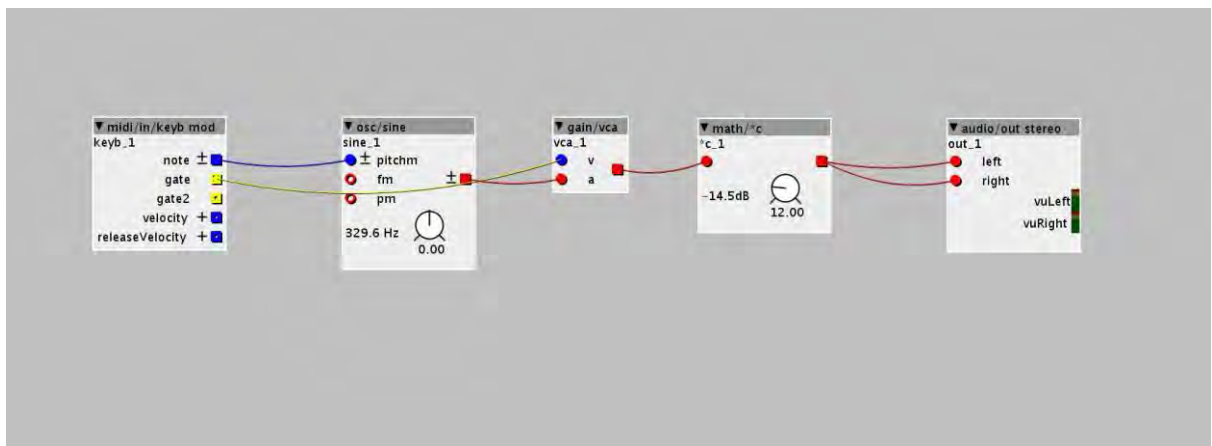 midi/in/keyb mod
keyb_1
note ±
gate
gate2
velocity +
releaseVelocity +
osc/sine
sine_1
± pitchm
fm ±
pm
329.6 Hz
0.00
gain/vca
vca_1
v
a
math/*c
*c_1
-14.5dB
12.00
audio/out stereo
out_1
left
right
vuLeft
vuRight